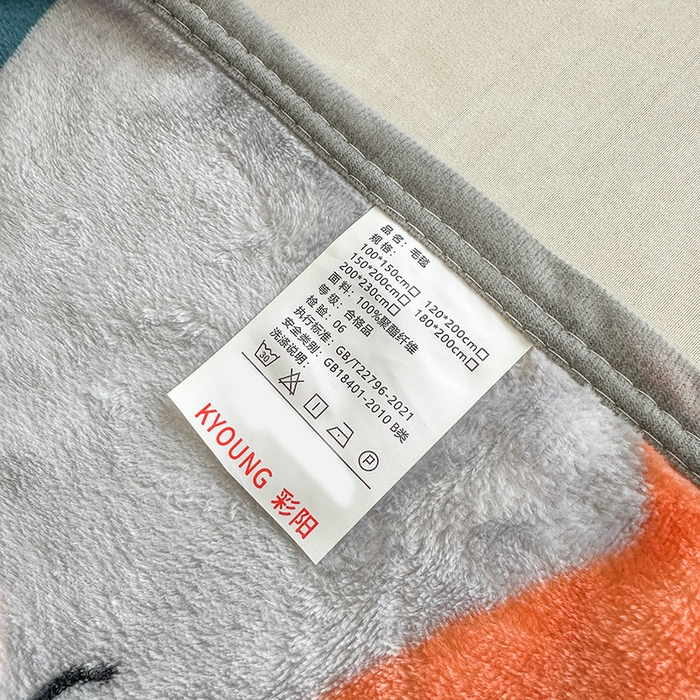 品名：毛毯
规格：
100*150cm□ 120*200cm□
150*200cm□ 180*200cm□
200*230cm□
面料：100%聚酯纤维
等级：合格品
检验：06
执行标准：GB/T22796-2021
安全类别：GB18401-2010 B类
洗涤说明：
30
P
KYOUNG 彩阳